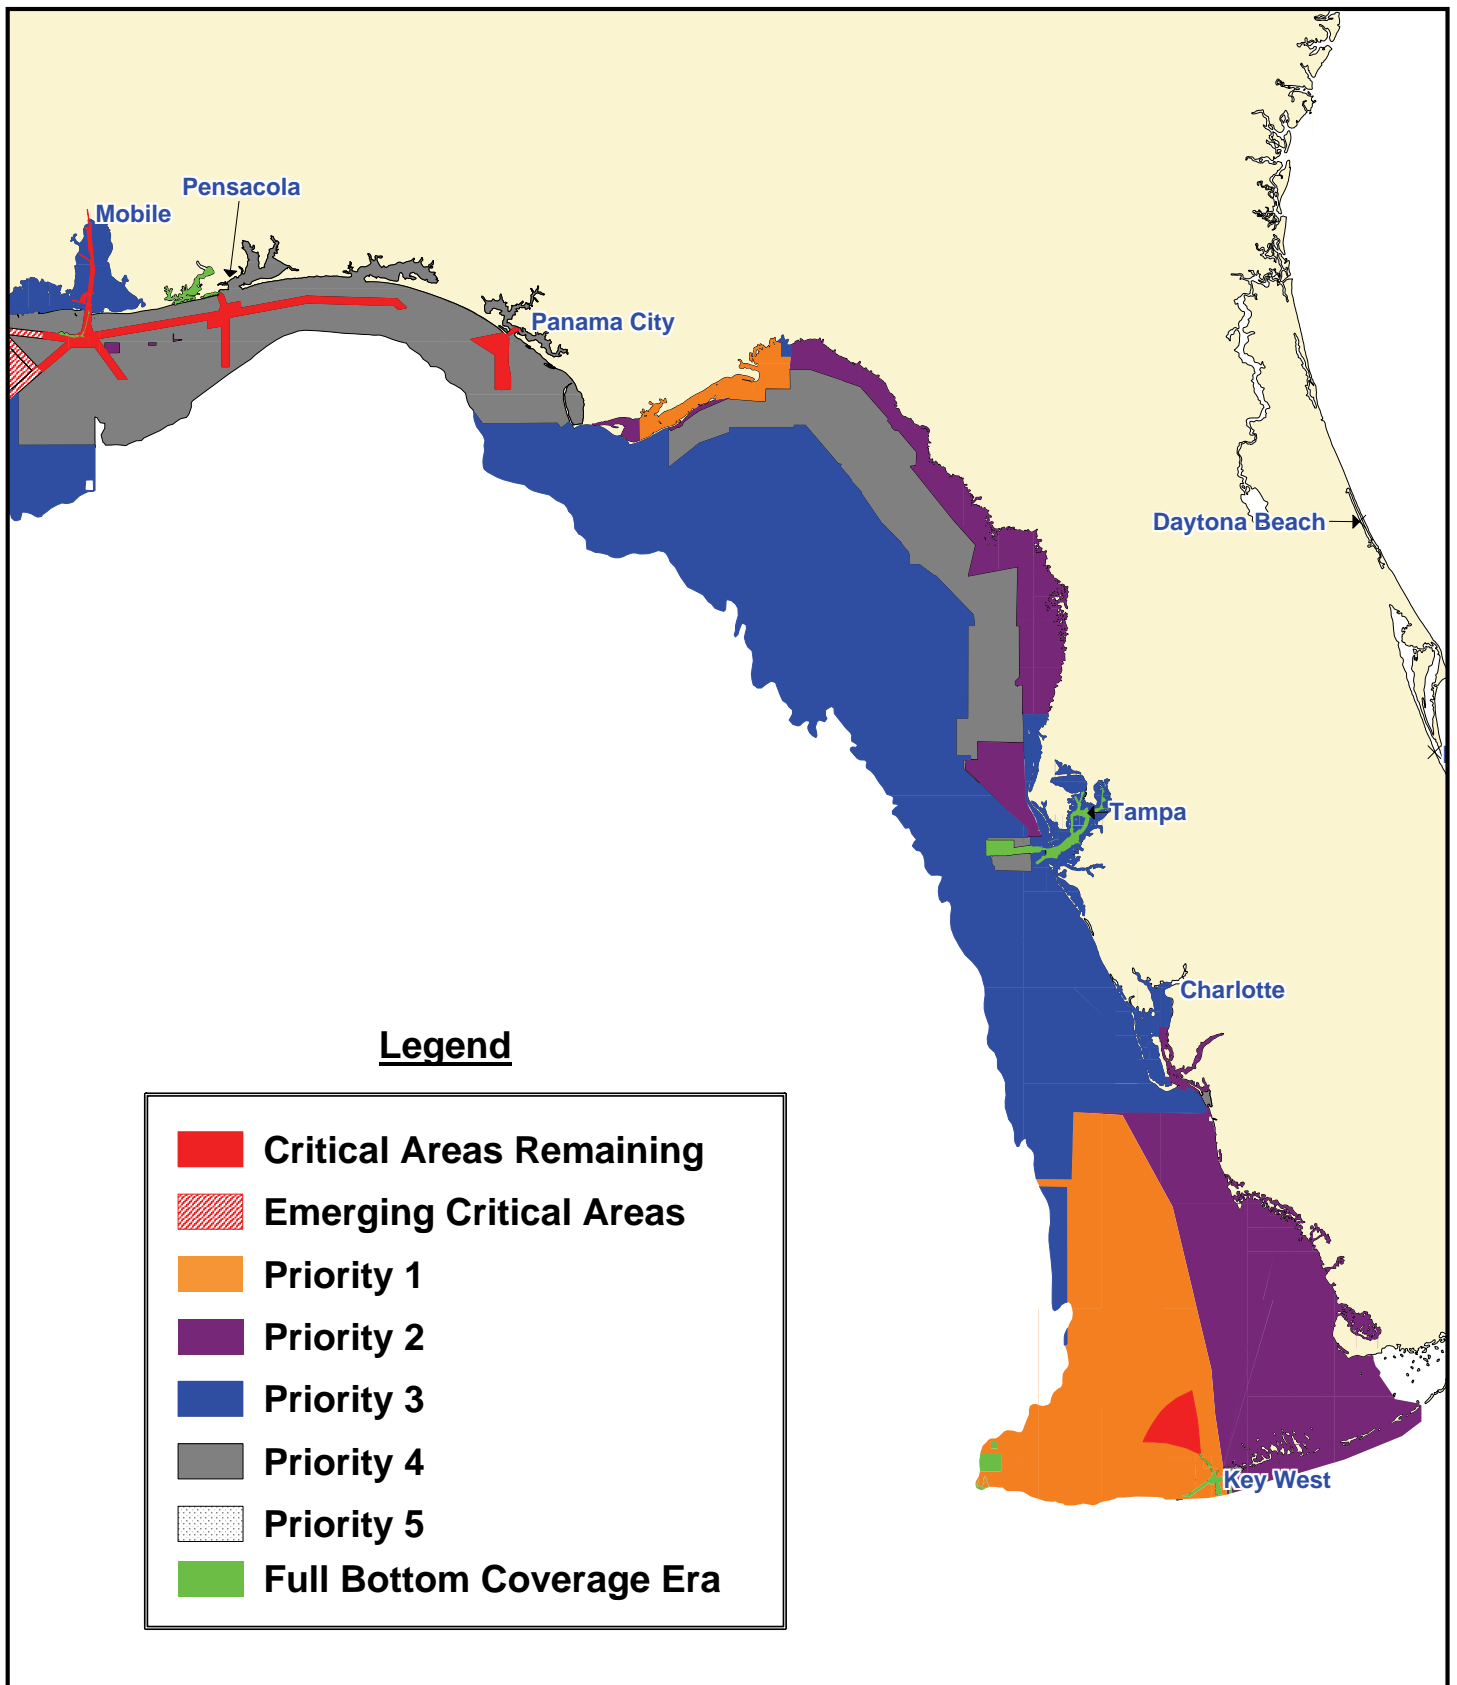 Pensacola
Mobile
Panama City
Daytona Beach
Tampa
Charlotte
Key West
Legend
Critical Areas Remaining
Emerging Critical Areas
Priority 1
Priority 2
Priority 3
Priority 4
Priority 5
Full Bottom Coverage Era